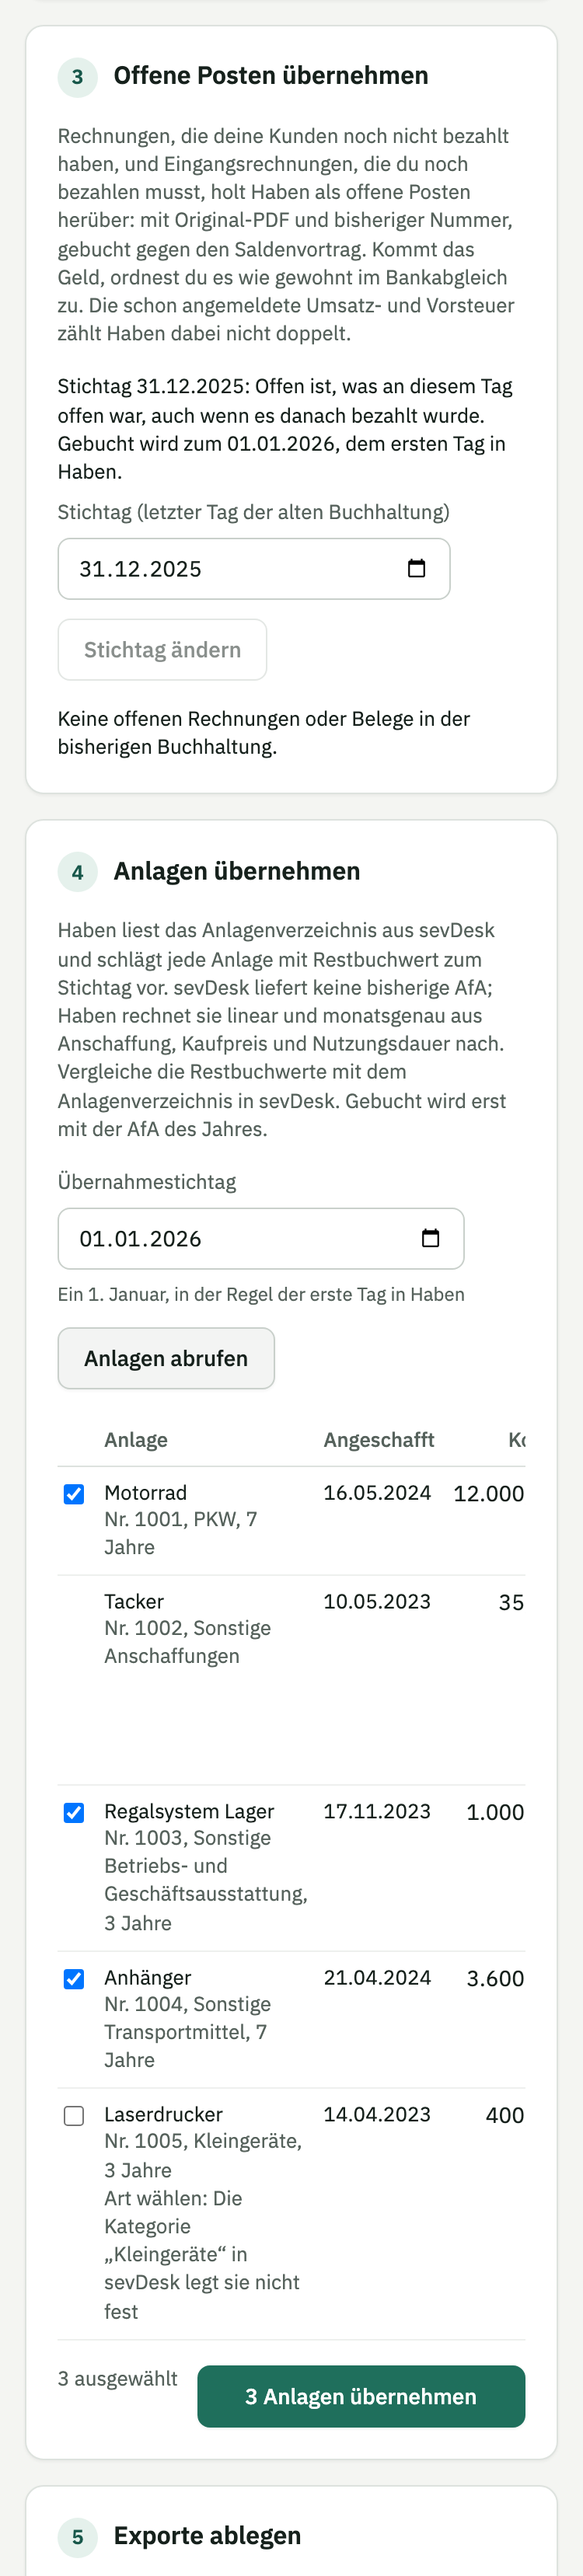 3 Offene Posten übernehmen
Rechnungen, die deine Kunden noch nicht bezahlt
haben, und Eingangsrechnungen, die du noch
bezahlen musst, holt Haben als offene Posten
herüber: mit Original-PDF und bisheriger Nummer,
gebucht gegen den Saldenvortrag. Kommt das
Geld, ordnest du es wie gewohnt im Bankabgleich
zu. Die schon angemeldete Umsatz- und Vorsteuer
zählt Haben dabei nicht doppelt.
Stichtag 31.12.2025: Offen ist, was an diesem Tag
offen war, auch wenn es danach bezahlt wurde.
Gebucht wird zum 01.01.2026, dem ersten Tag in
Haben.
Stichtag (letzter Tag der alten Buchhaltung)
31.12.2025
Stichtag ändern
Keine offenen Rechnungen oder Belege in der
bisherigen Buchhaltung.
4 Anlagen übernehmen
Haben liest das Anlagenverzeichnis aus sevDesk
und schlägt jede Anlage mit Restbuchwert zum
Stichtag vor. sevDesk liefert keine bisherige AfA;
Haben rechnet sie linear und monatsgenau aus
Anschaffung, Kaufpreis und Nutzungsdauer nach.
Vergleiche die Restbuchwerte mit dem
Anlagenverzeichnis in sevDesk. Gebucht wird erst
mit der AfA des Jahres.
Übernahmestichtag
01.01.2026
Ein 1. Januar, in der Regel der erste Tag in Haben
Anlagen abrufen
Anlage Angeschafft
Motorrad 16.05.2024 12.000
Nr. 1001, PKW, 7
Jahre
Tacker 10.05.2023 35
Nr. 1002, Sonstige
Anschaffungen
Regalsystem Lager 17.11.2023 1.000
Nr. 1003, Sonstige
Betriebs- und
Geschäftsausstattung,
3 Jahre
Anhänger 21.04.2024 3.600
Nr. 1004, Sonstige
Transportmittel, 7
Jahre
Laserdrucker 14.04.2023 400
Nr. 1005, Kleingeräte,
3 Jahre
Art wählen: Die
Kategorie
„Kleingeräte“ in
sevDesk legt sie nicht
fest
3 ausgewählt 3 Anlagen übernehmen
5 Exporte ablegen